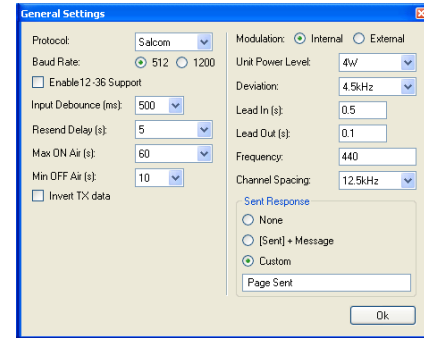 General Settings
Protocol: Salcom
Baud Rate: 512 1200
Enable12-36 Support
Input Debounce (ms): 500
Resend Delay (s): 5
Max ON Air (s): 60
Min OFF Air (s): 10
Invert TX data
Modulation: Internal External
Unit Power Level: 4W
Deviation: 4.5kHz
Lead In (s): 0.5
Lead Out (s): 0.1
Frequency: 440
Channel Spacing: 12.5kHz
Sent Response
None
[Sent] + Message
Custom
Page Sent
Ok